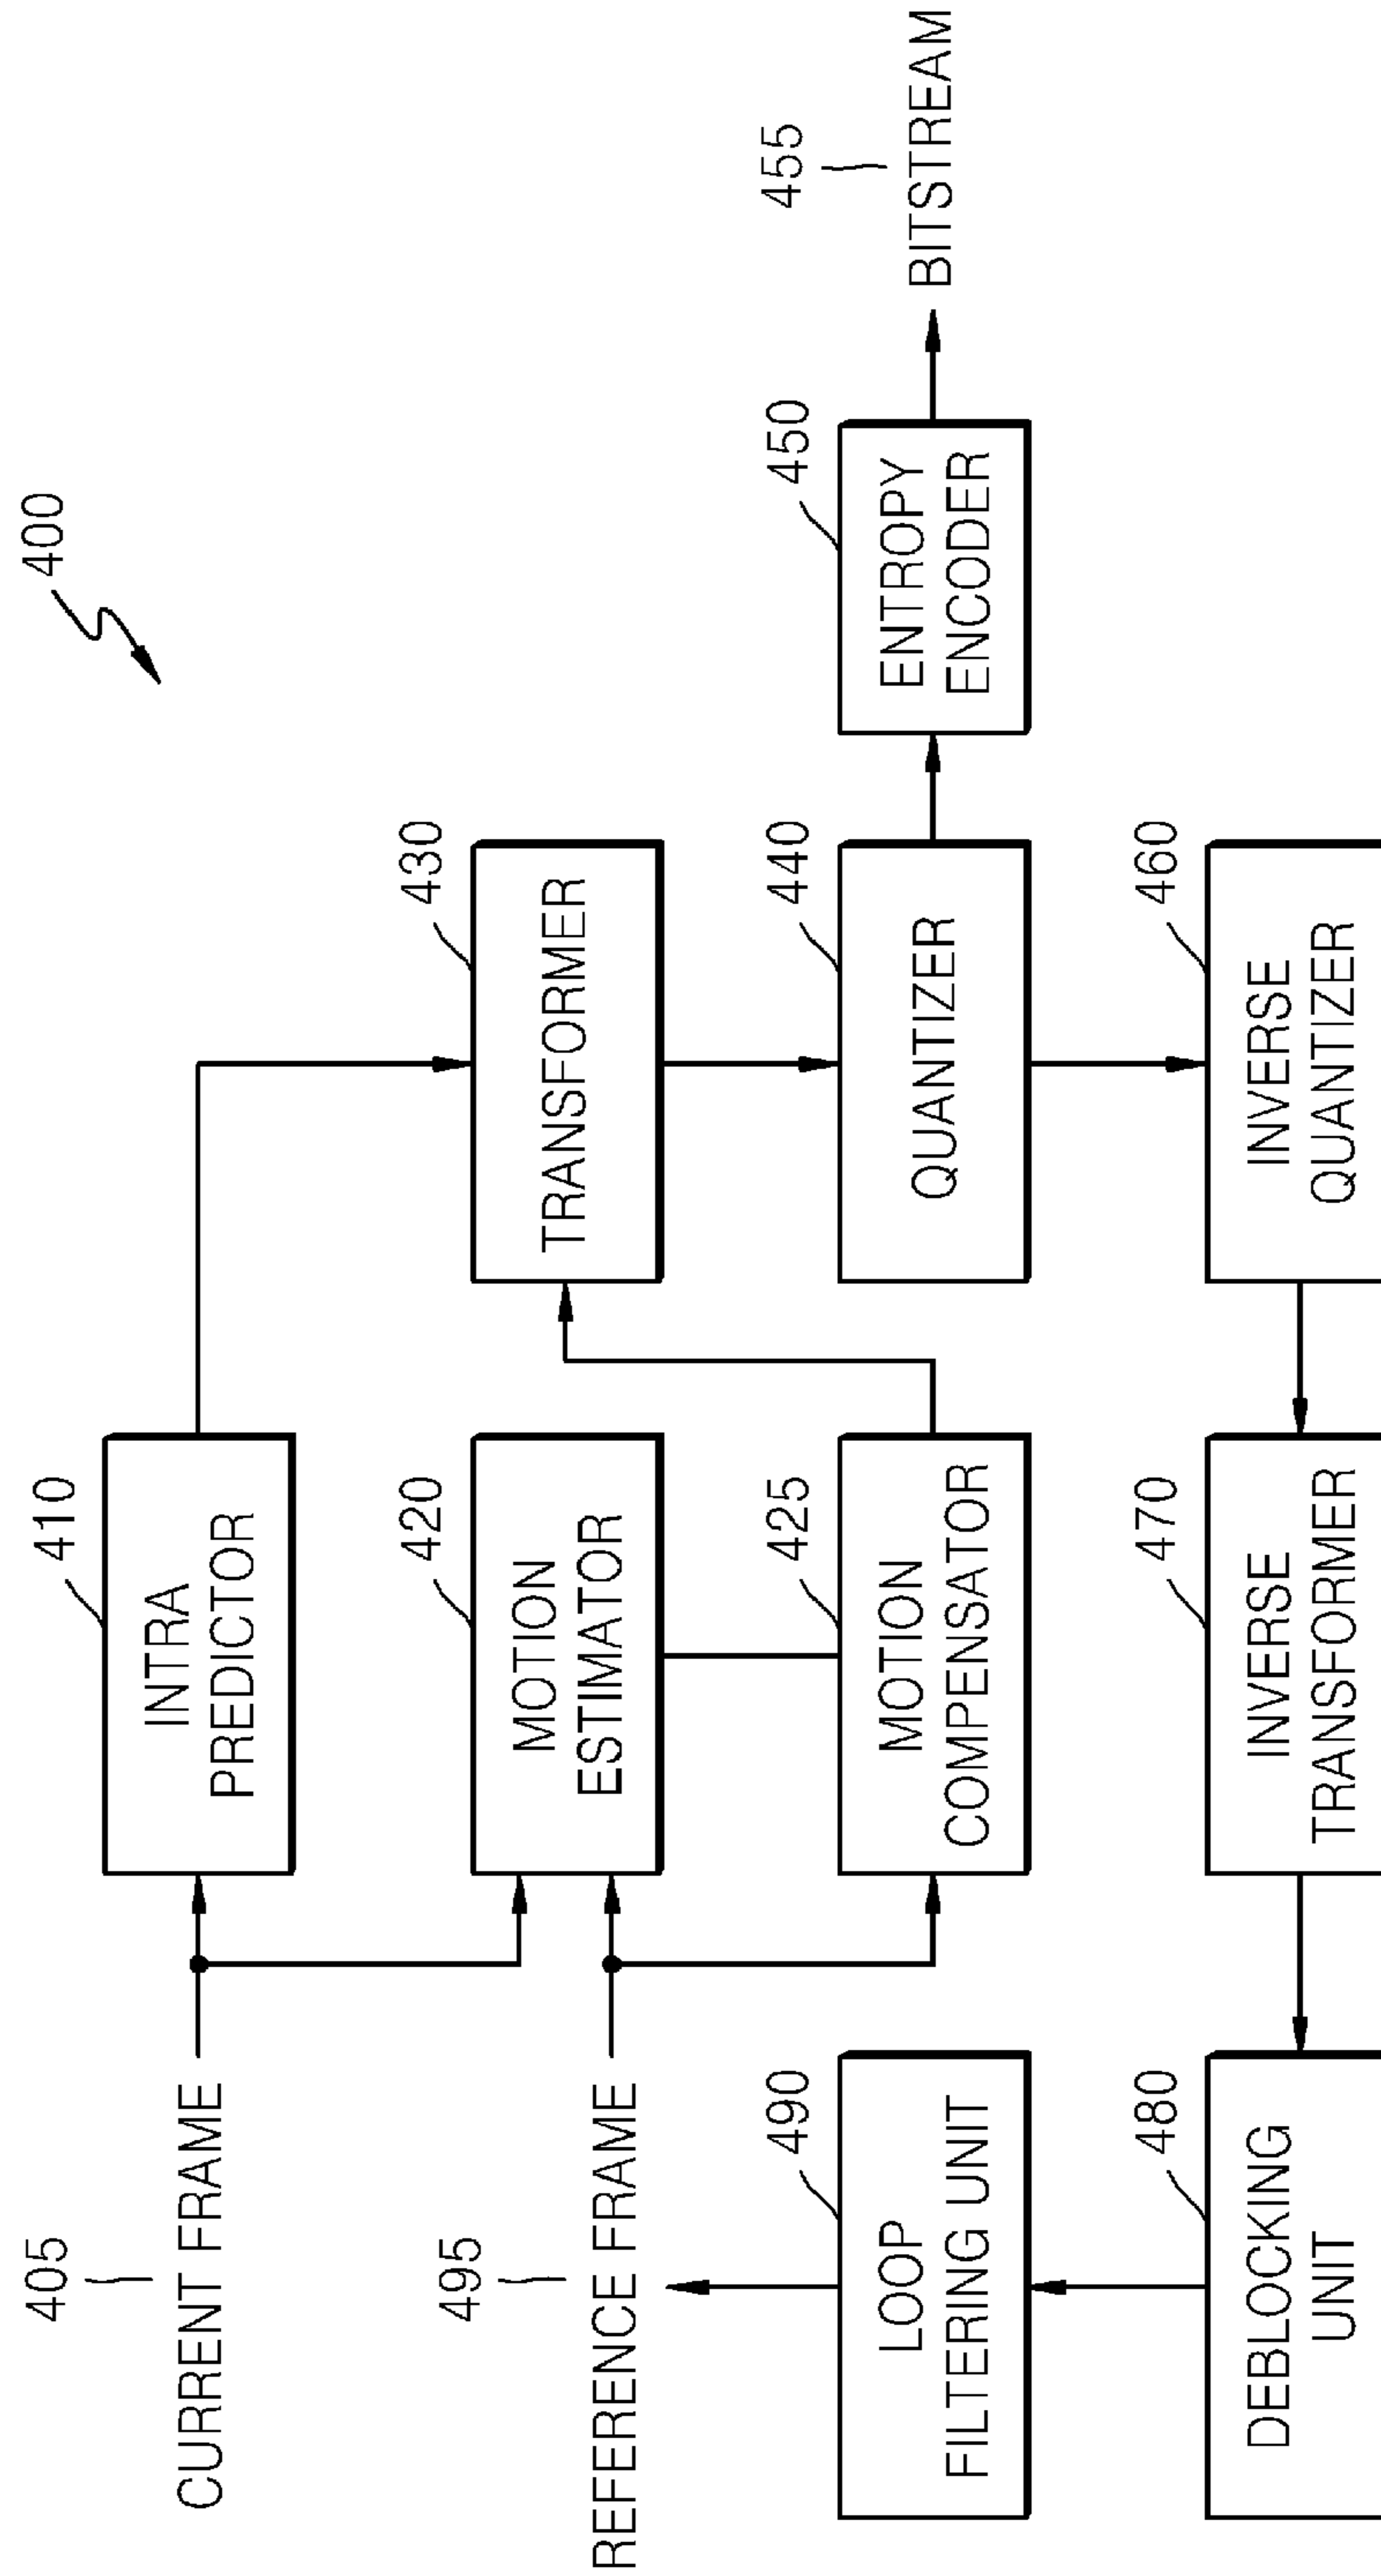 400
405
CURRENT FRAME
410
INTRA
PREDICTOR
495
REFERENCE FRAME
420
MOTION
ESTIMATOR
430
TRANSFORMER
490
LOOP
FILTERING UNIT
425
MOTION
COMPENSATOR
440
QUANTIZER
450
ENTROPY
ENCODER
455
BITSTREAM
480
DEBLOCKING
UNIT
470
INVERSE
TRANSFORMER
460
INVERSE
QUANTIZER